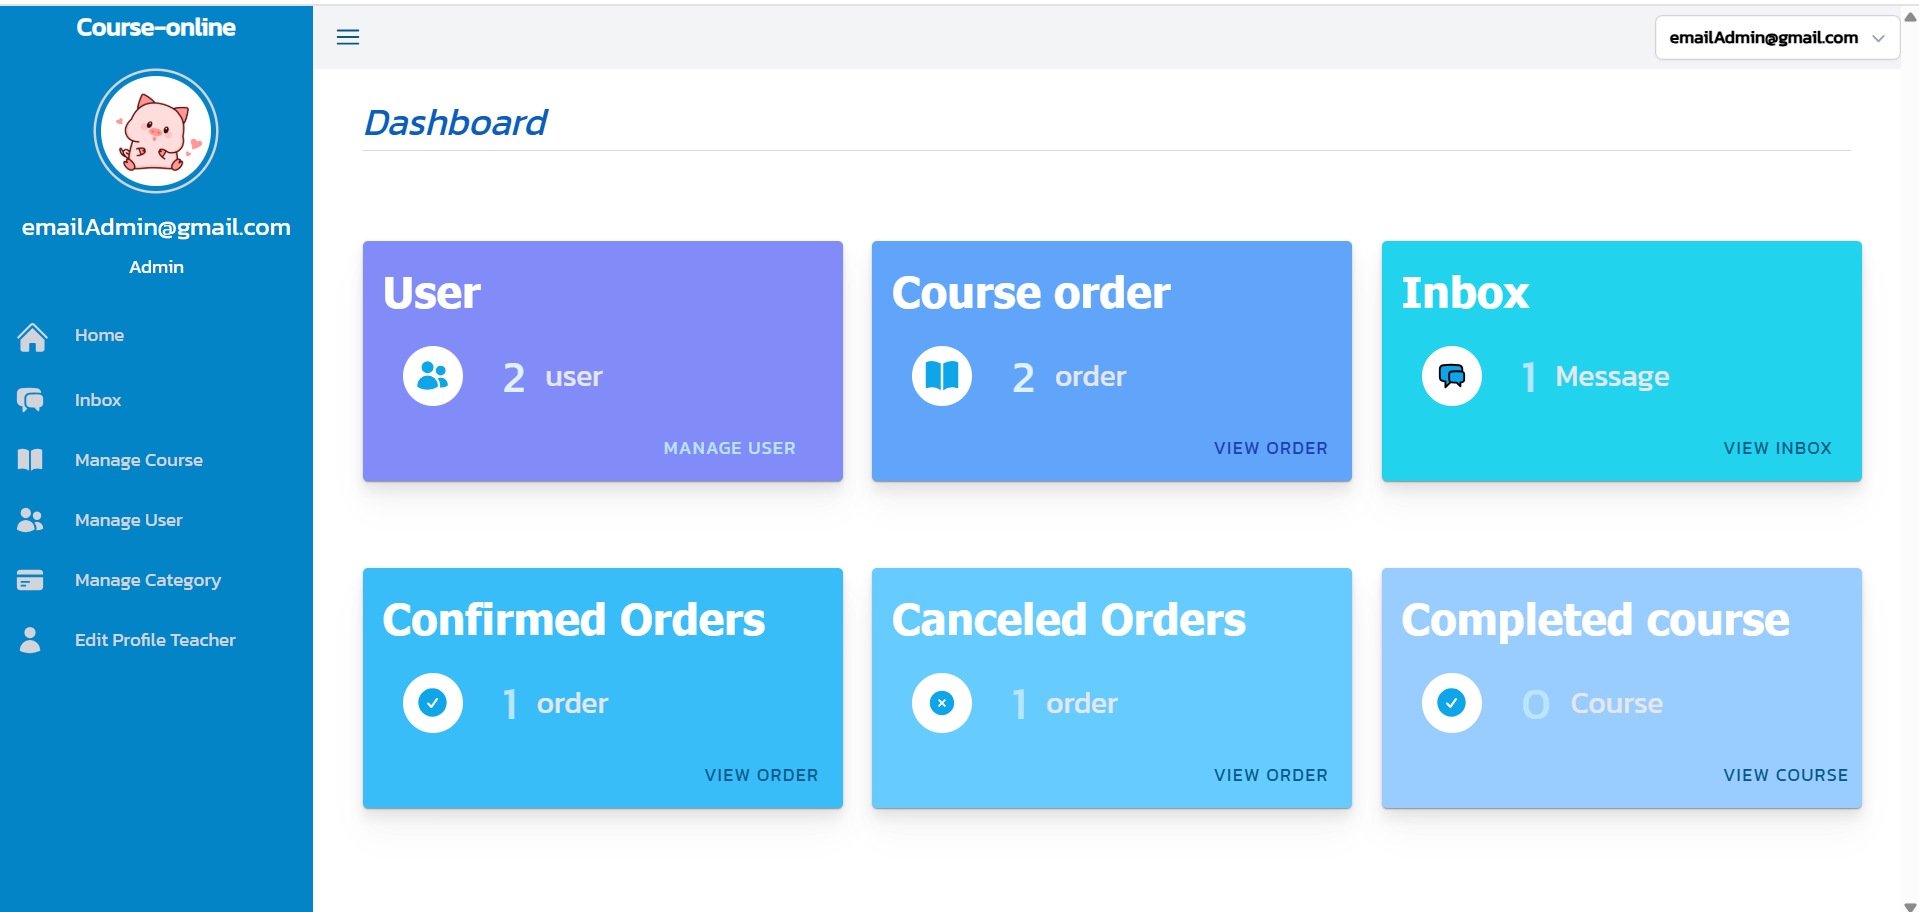 Course-online
emailAdmin@gmail.com
Admin
Home
Inbox
Manage Course
Manage User
Manage Category
Edit Profile Teacher
emailAdmin@gmail.com
Dashboard
User
2 user
MANAGE USER
Course order
2 order
VIEW ORDER
Inbox
1 Message
VIEW INBOX
Confirmed Orders
1 order
VIEW ORDER
Canceled Orders
1 order
VIEW ORDER
Completed course
0 Course
VIEW COURSE